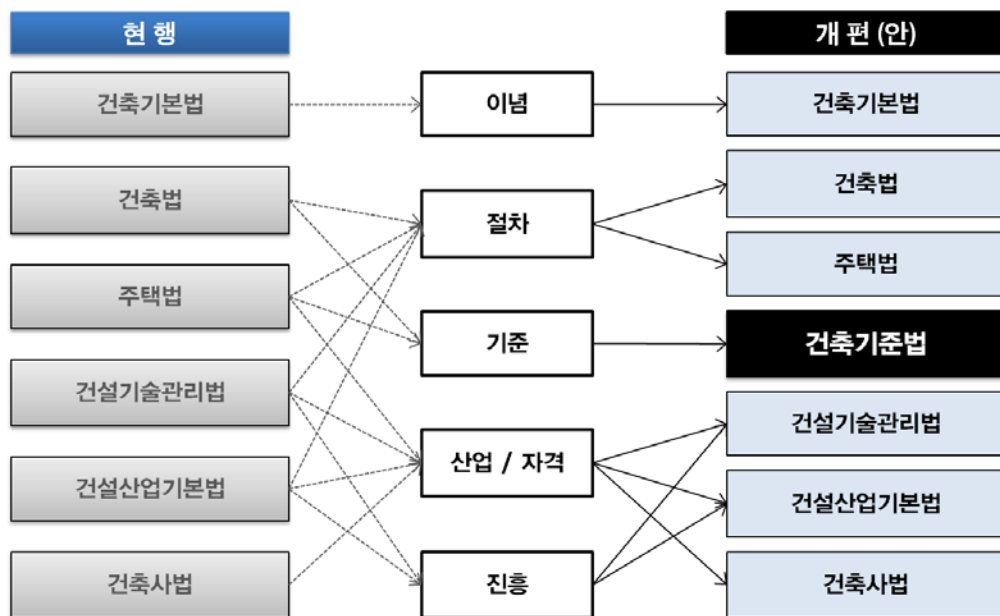 현 행
개 편 (안)
건축기본법
이념
건축기본법
건축법
절차
건축법
주택법
주택법
기준
건축기준법
건설기술관리법
건설기술관리법
산업 / 자격
건설산업기본법
건설산업기본법
건축사법
진흥
건축사법